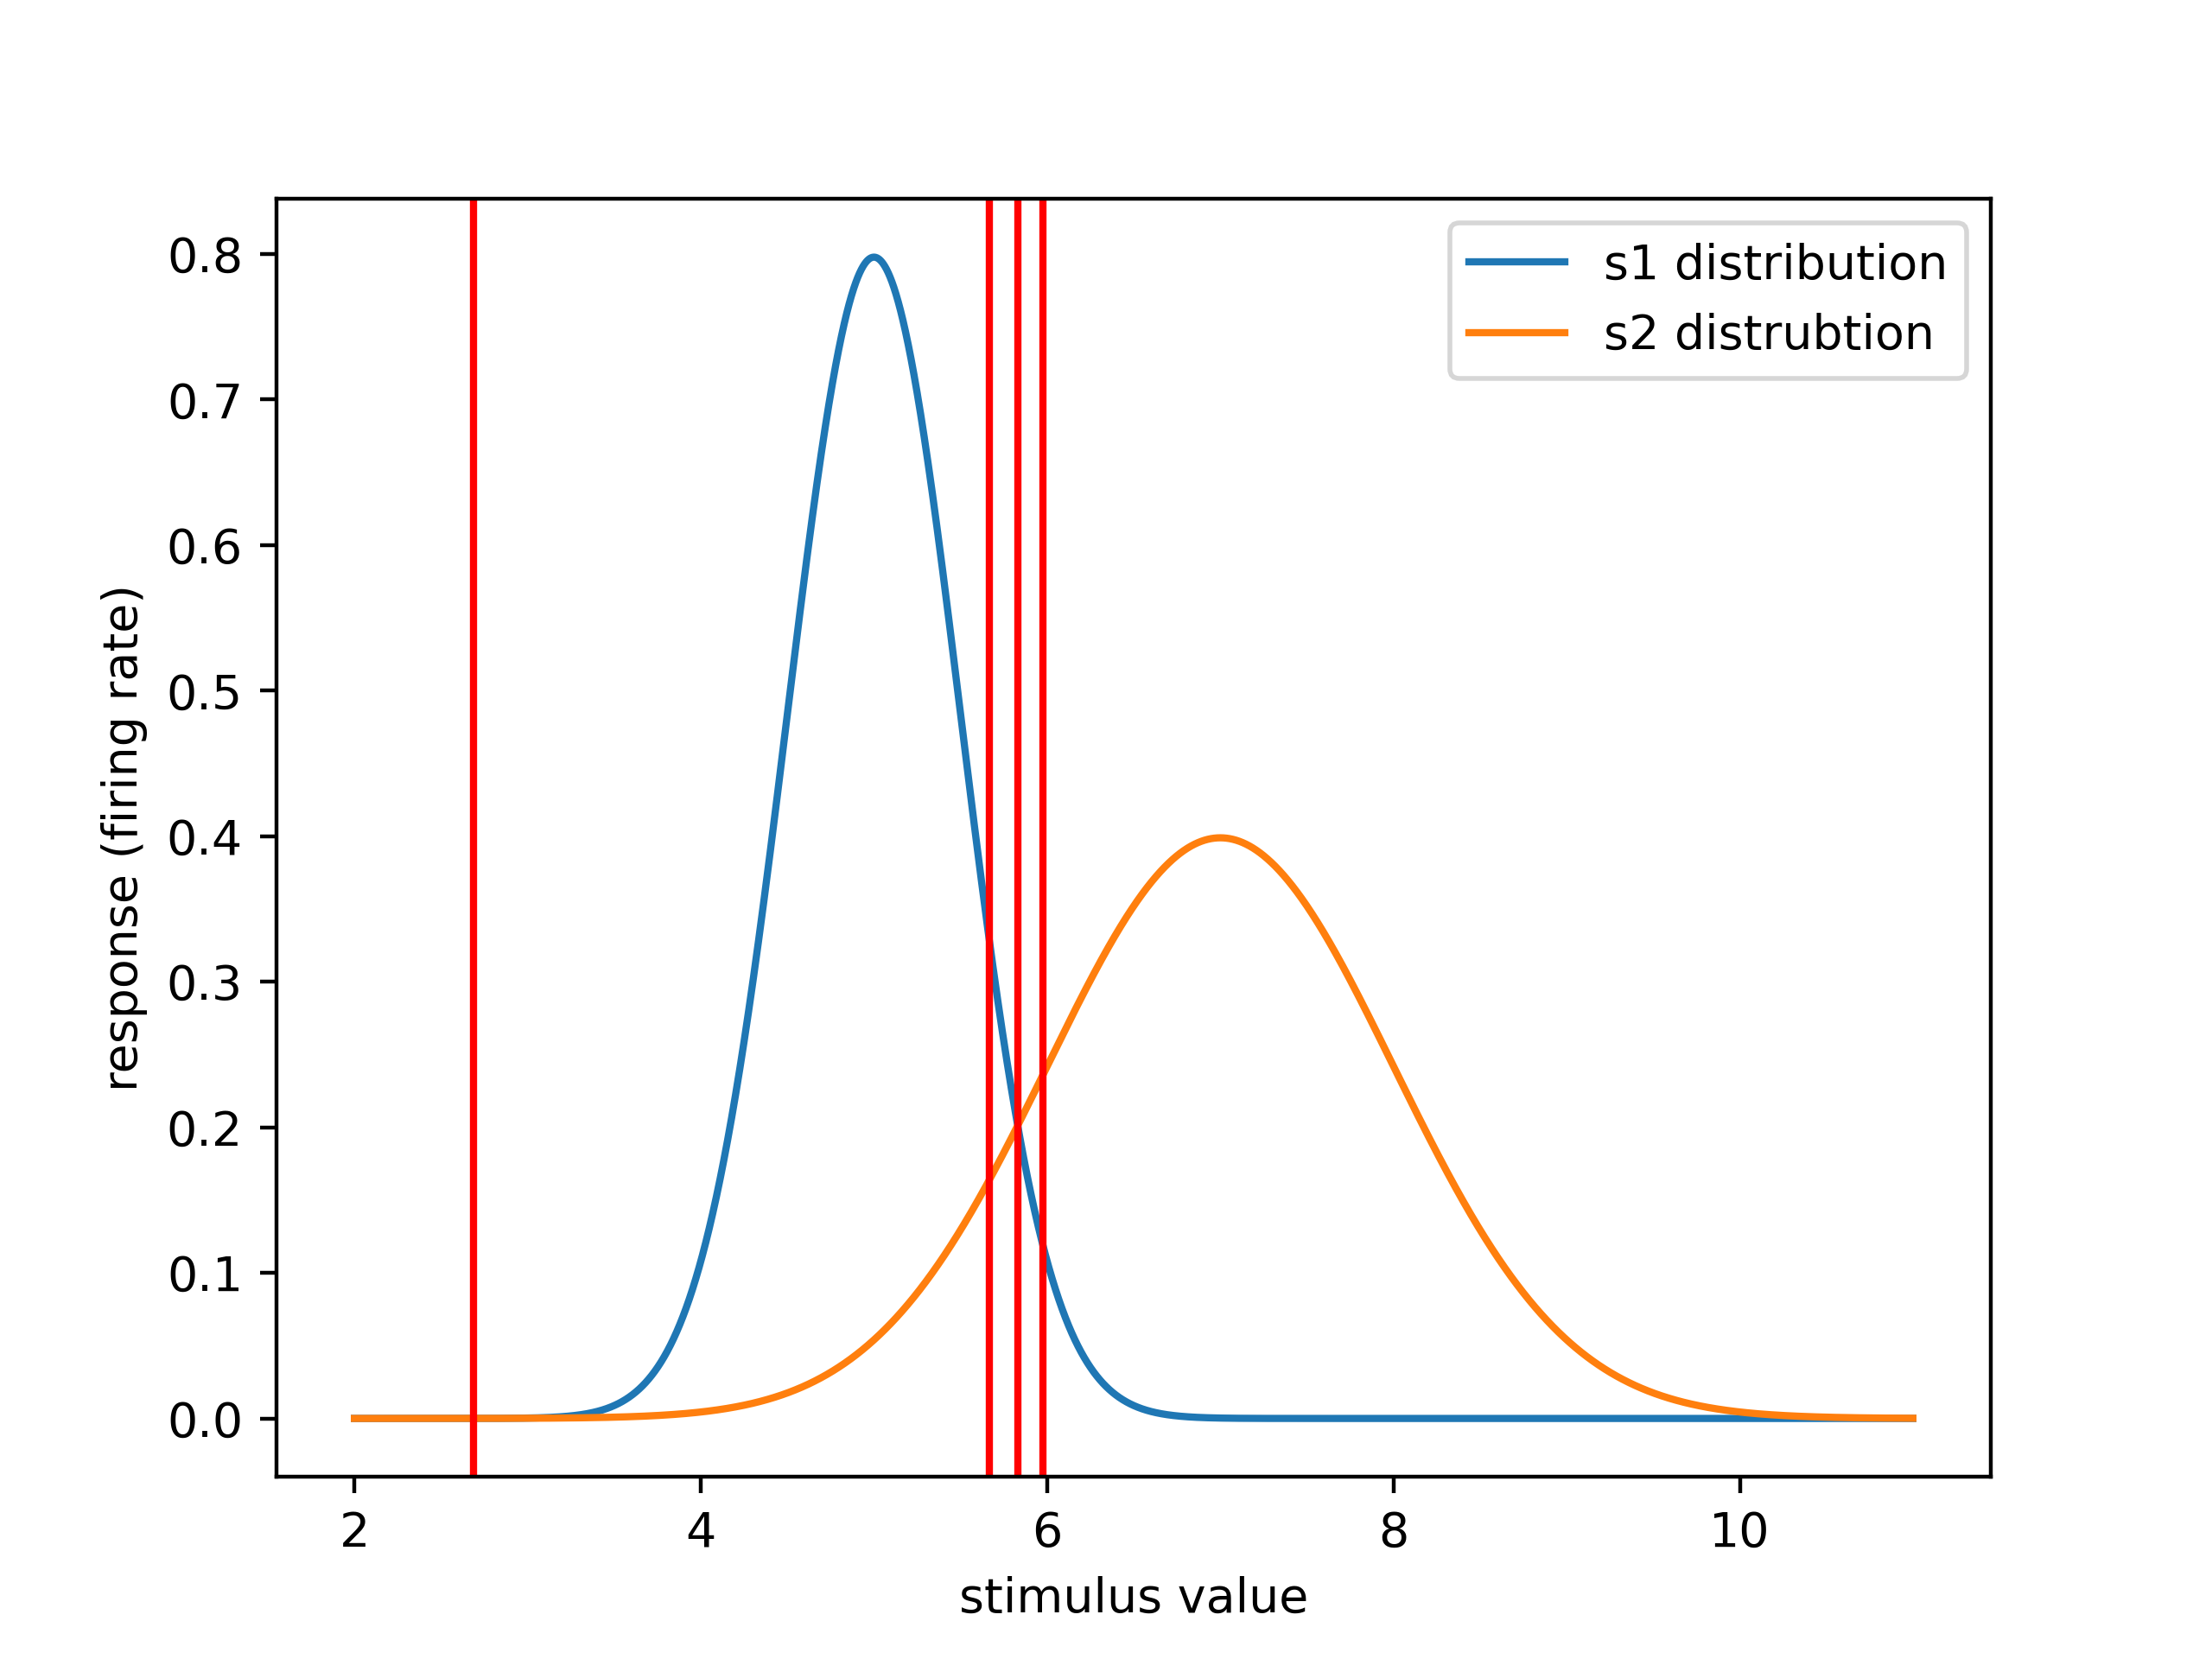 s1 distribution
s2 distrubtion
response (firing rate)
0.8
0.7
0.6
0.5
0.4
0.3
0.2
0.1
0.0
2 4 6 8 10
stimulus value